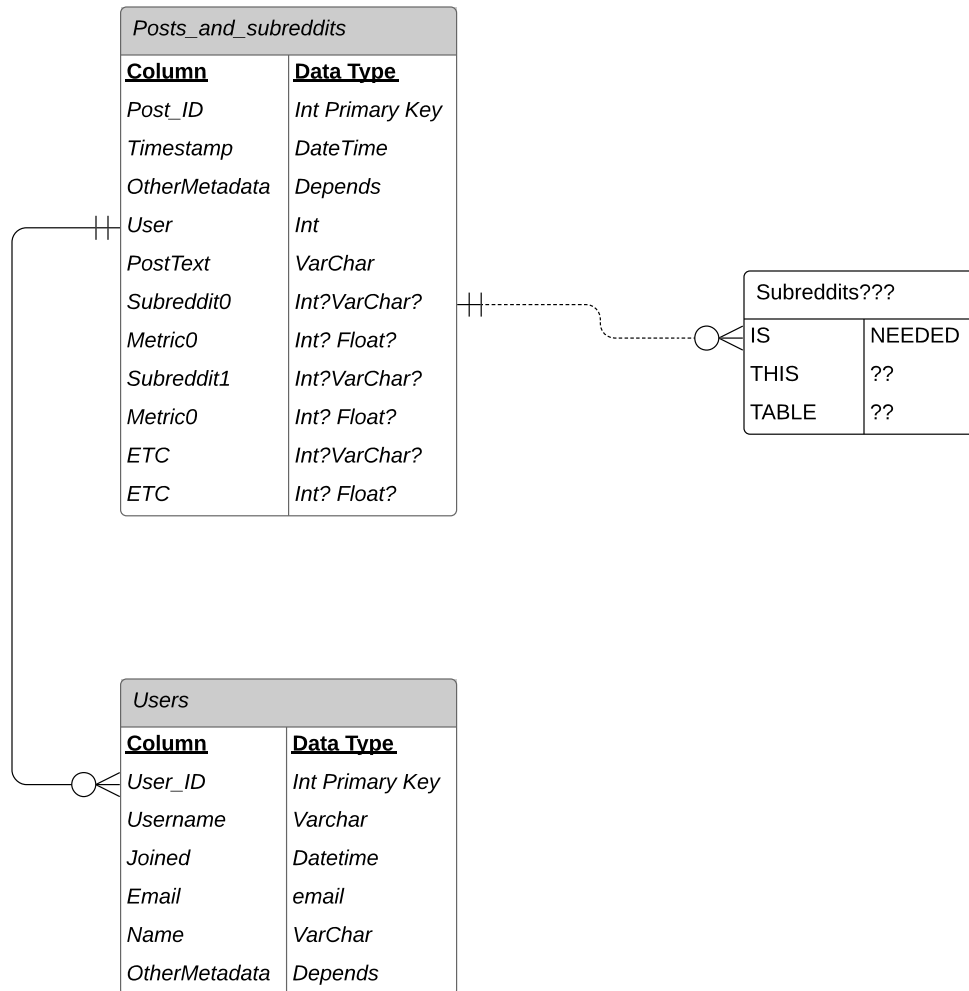 Posts_and_subreddits
Column Data Type
Post_ID Int Primary Key
Timestamp DateTime
OtherMetadata Depends
User Int
PostText VarChar
Subreddit0 Int?VarChar?
Metric0 Int? Float?
Subreddit1 Int?VarChar?
Metric0 Int? Float?
ETC Int?VarChar?
ETC Int? Float?
Subreddits???
IS NEEDED
THIS ??
TABLE ??
Users
Column Data Type
User_ID Int Primary Key
Username Varchar
Joined Datetime
Email email
Name VarChar
OtherMetadata Depends